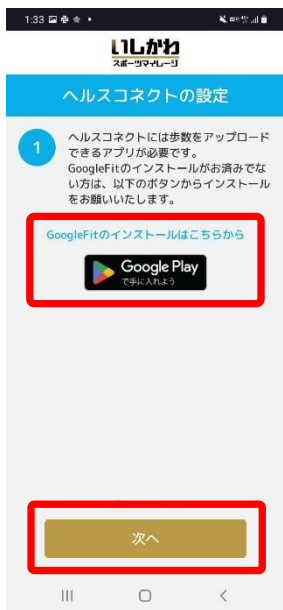 1:33
いしかわ
スポーツマイレージ
ヘルスコネクトの設定
1
ヘルスコネクトには歩数をアップロード
できるアプリが必要です。
GoogleFitのインストールがお済みでな
い方は、以下のボタンからインストール
をお願いいたします。
GoogleFitのインストールはこちらから
Google Play
で手に入れよう
次へ